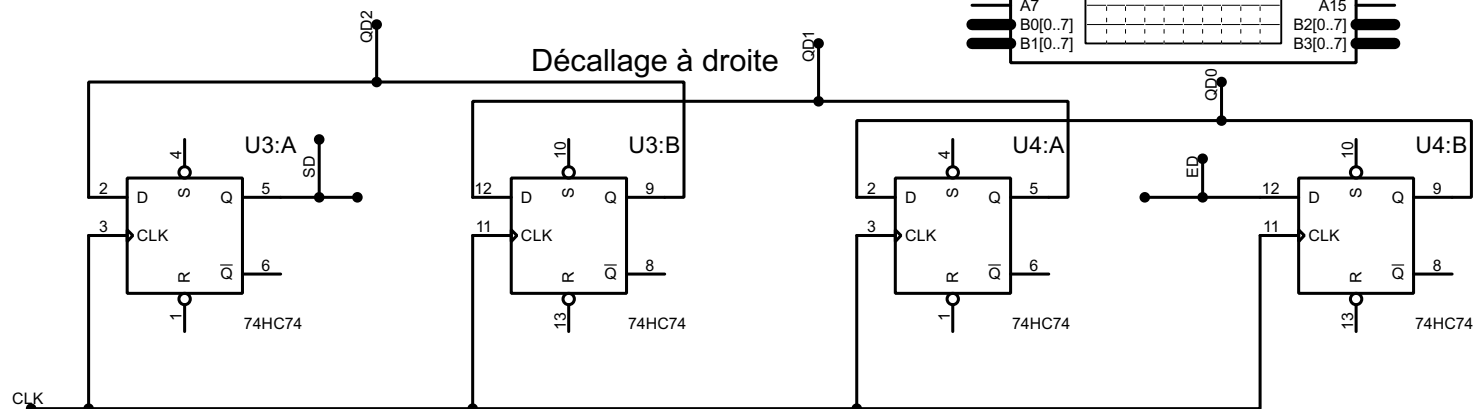 A7
A15
B0[0..7]
B2[0..7]
B1[0..7]
B3[0..7]
QD2
QD1
QD0
Décallage à droite
U3:A
4
SD
2
D
S
Q
5
3
CLK
R
Q
6
1
74HC74
U3:B
10
12
D
S
Q
9
11
CLK
R
Q
8
13
74HC74
U4:A
4
2
D
S
Q
5
3
CLK
R
Q
6
1
74HC74
U4:B
10
ED
12
D
S
Q
9
11
CLK
R
Q
8
13
74HC74
CLK